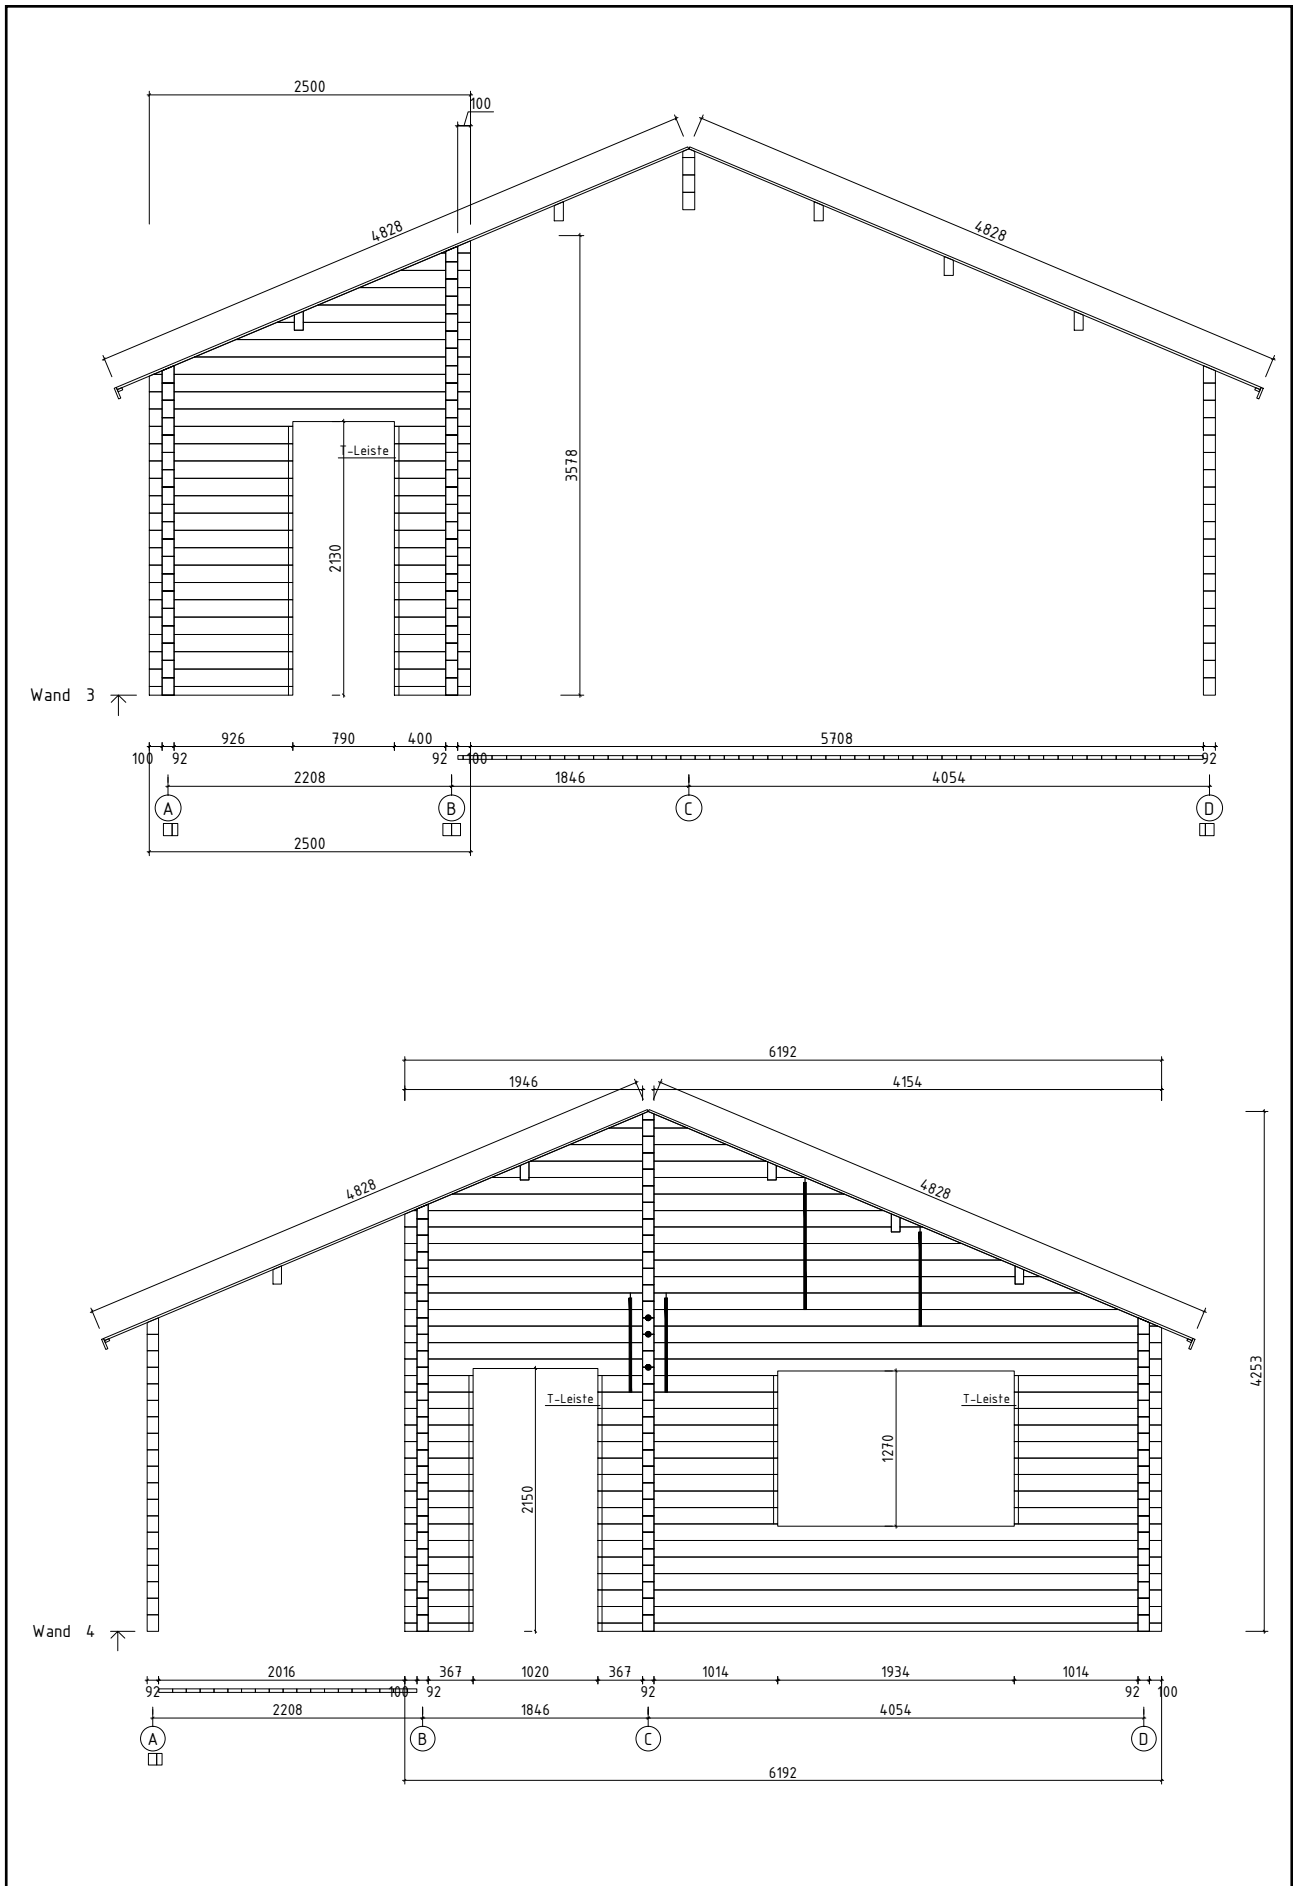 2500
100
4828
4828
3578
T-Leiste
2130
Wand 3
926 790 400 5708
100 92 92 100 92
2208 1846 4054
A B C D
2500
6192
1946 4154
4828
4828
4253
T-Leiste T-Leiste
1270
2150
Wand 4
2016 367 1020 367 1014 1934 1014
92 100 92 92 92 100
2208 1846 4054
A B C D
6192